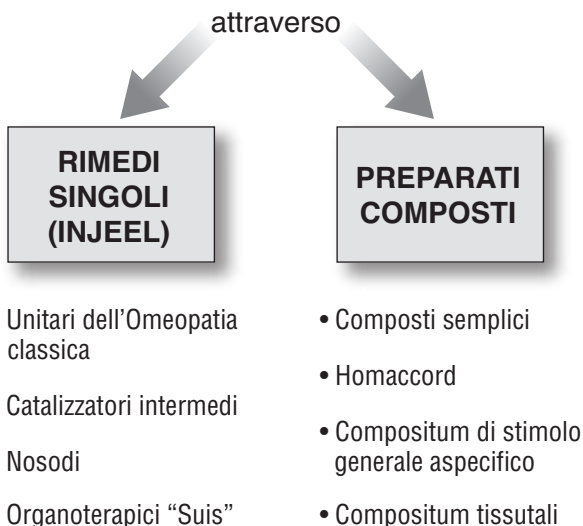 attraverso
RIMEDI
SINGOLI
(INJEEL)
PREPARATI
COMPOSTI
Unitari dell’Omeopatia
classica
Catalizzatori intermedi
Nosodi
Organoterapici “Suis”
• Composti semplici
• Homaccord
• Compositum di stimolo
generale aspecifico
• Compositum tissutali